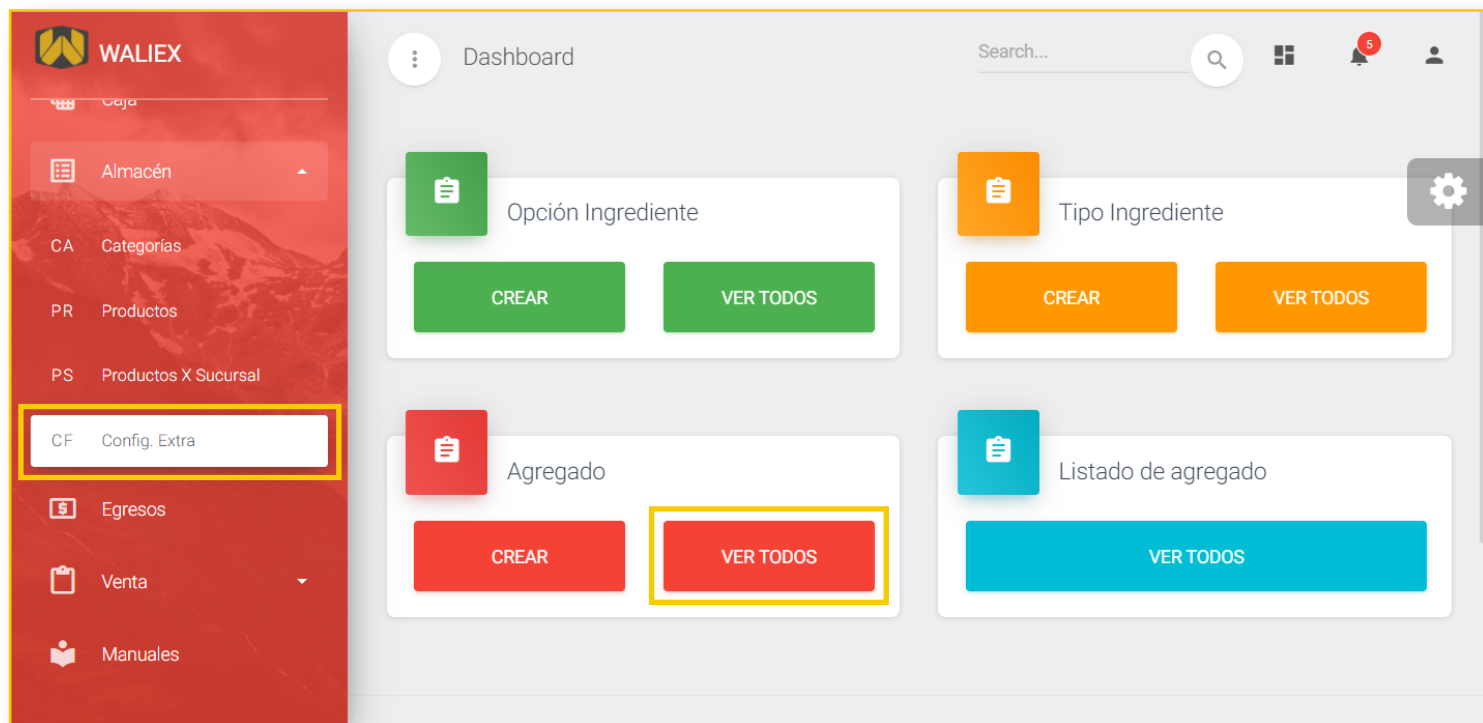 WALIEX
Caja
Almacén
CA Categorías
PR Productos
PS Productos X Sucursal
CF Config. Extra
Egresos
Venta
Manuales
Dashboard
Search...
5
Opción Ingrediente
CREAR VER TODOS
Tipo Ingrediente
CREAR VER TODOS
Agregado
CREAR VER TODOS
Listado de agregado
VER TODOS